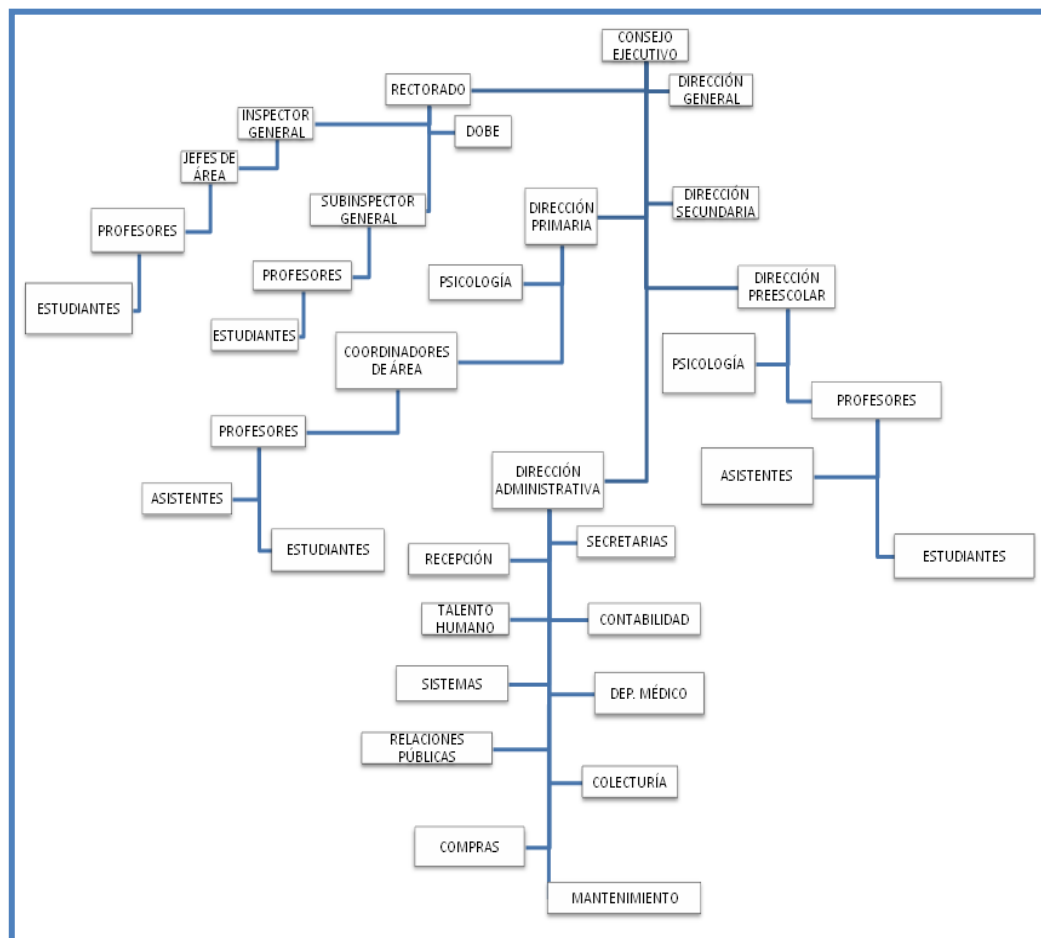 CONSEJO
EJECUTIVO
RECTORADO
DIRECCIÓN
GENERAL
INSPECTOR
GENERAL
DOBE
JEFES DE
ÁREA
SUBINSPECTOR
GENERAL
DIRECCIÓN
PRIMARIA
DIRECCIÓN
SECUNDARIA
PROFESORES
PROFESORES
PSICOLOGÍA
DIRECCIÓN
PREESCOLAR
ESTUDIANTES
ESTUDIANTES
COORDINADORES
DE ÁREA
PSICOLOGÍA
PROFESORES
PROFESORES
DIRECCIÓN
ADMINISTRATIVA
ASISTENTES
ASISTENTES
ESTUDIANTES
SECRETARIAS
ESTUDIANTES
RECEPCIÓN
TALENTO
HUMANO
CONTABILIDAD
SISTEMAS
DEP. MÉDICO
RELACIONES
PÚBLICAS
COLECTURÍA
COMPRAS
MANTENIMIENTO